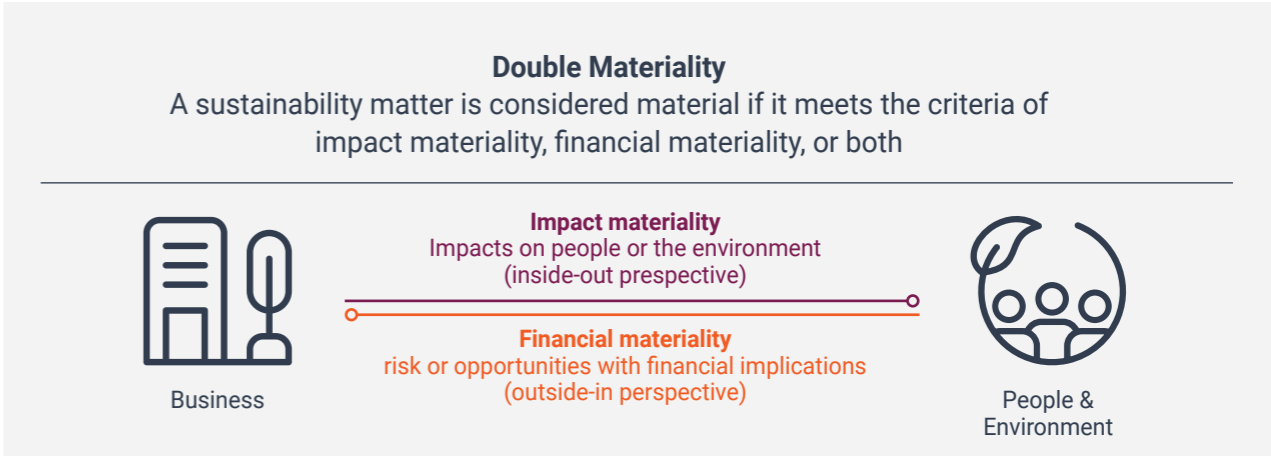 Double Materiality
A sustainability matter is considered material if it meets the criteria of
impact materiality, financial materiality, or both
Impact materiality
Impacts on people or the environment
(inside-out prespective)
Financial materiality
risk or opportunities with financial implications
(outside-in perspective)
Business
People &
Environment